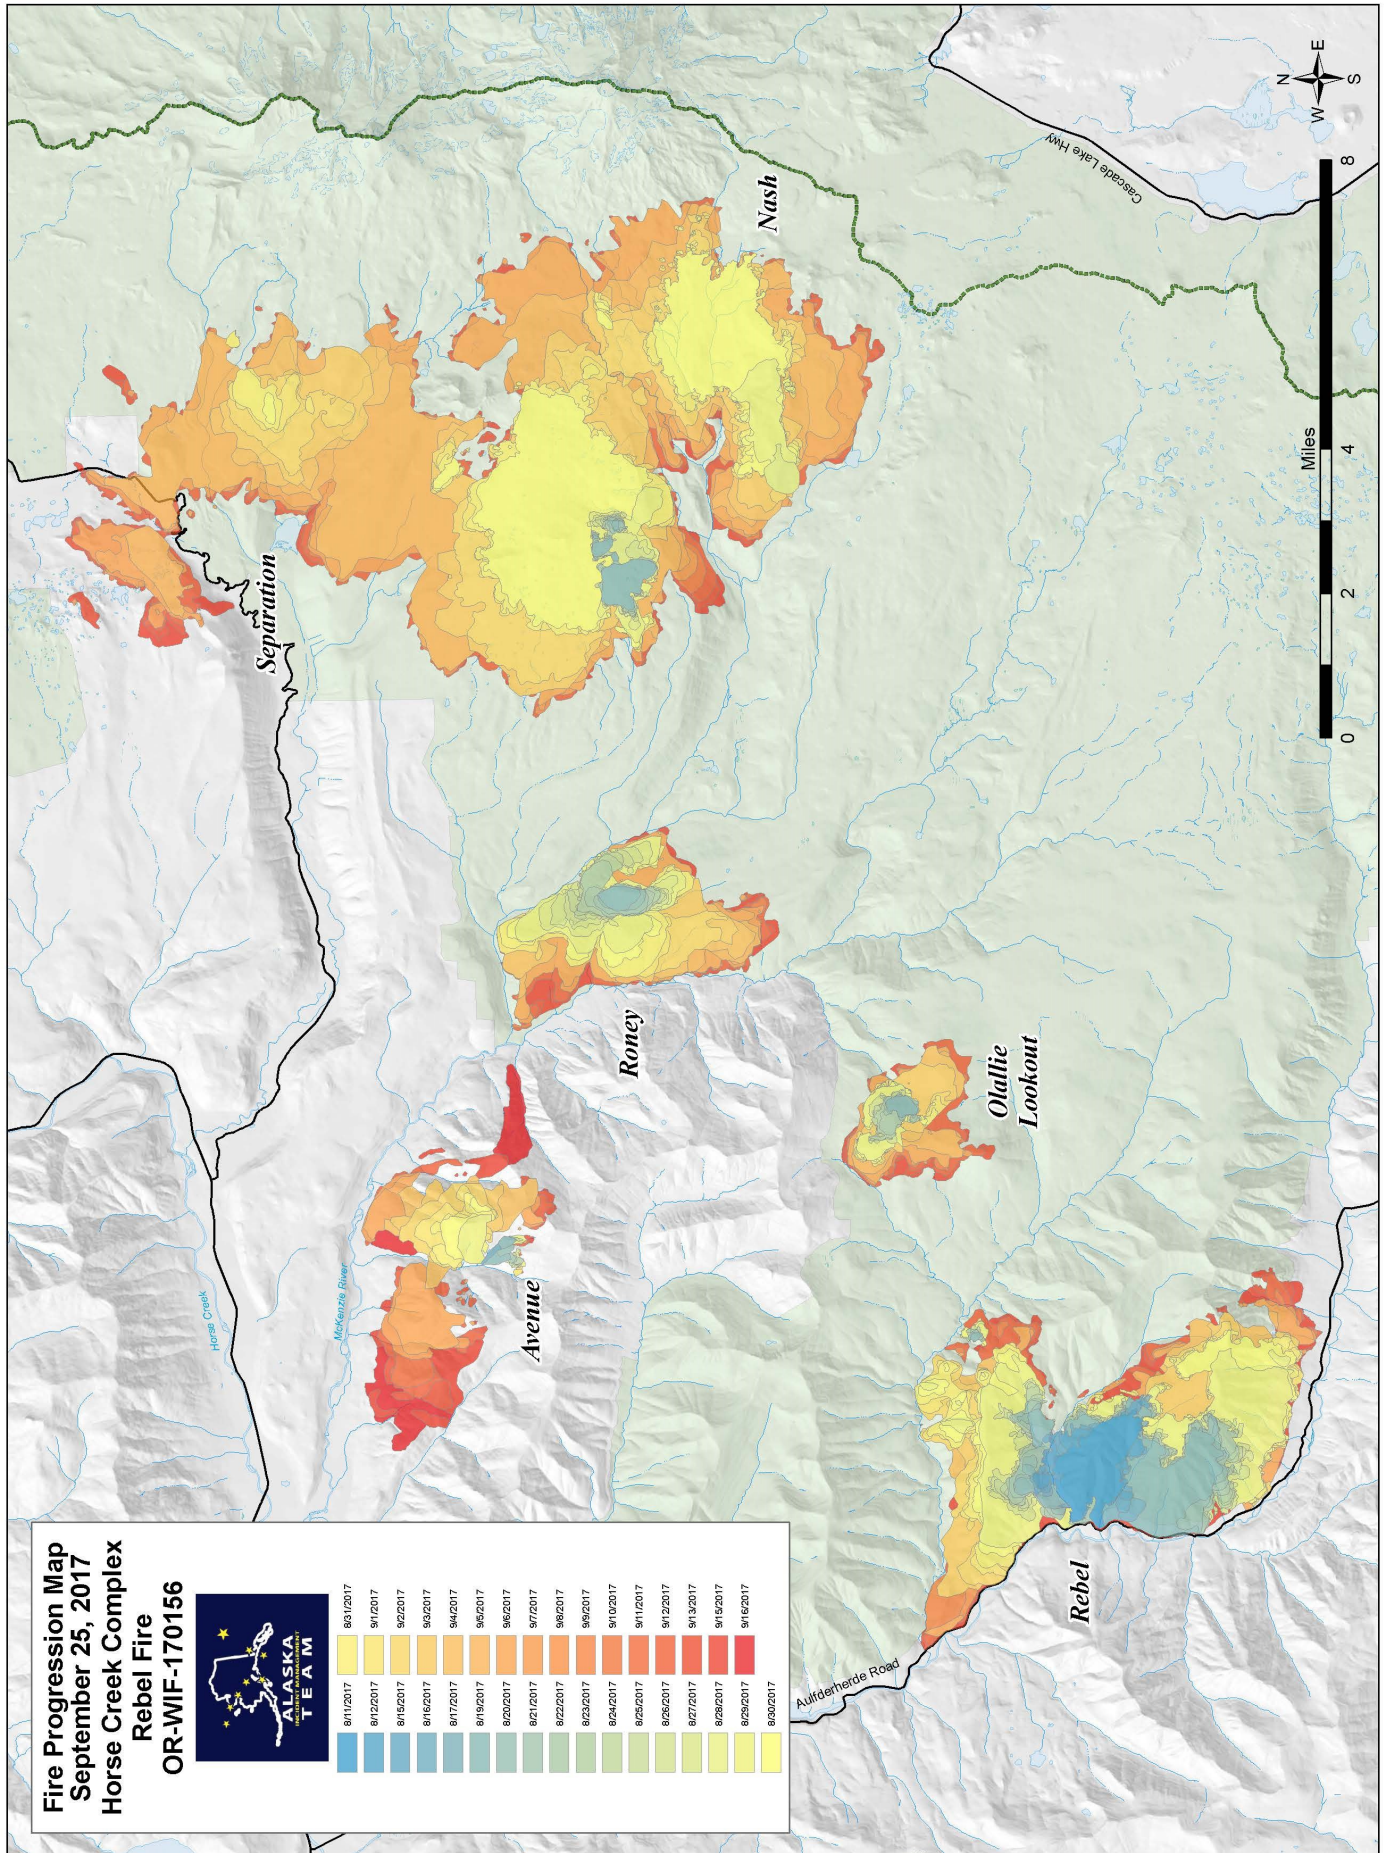 Fire Progression Map
September 25, 2017
Horse Creek Complex
Rebel Fire
OR-WIF-170156
ALASKA
INCIDENT MANAGEMENT
TEAM
8/11/2017
8/12/2017
8/15/2017
8/16/2017
8/17/2017
8/19/2017
8/20/2017
8/21/2017
8/22/2017
8/23/2017
8/24/2017
8/25/2017
8/26/2017
8/27/2017
8/28/2017
8/29/2017
8/30/2017
8/31/2017
9/1/2017
9/2/2017
9/3/2017
9/4/2017
9/5/2017
9/6/2017
9/7/2017
9/8/2017
9/9/2017
9/10/2017
9/11/2017
9/12/2017
9/13/2017
9/15/2017
9/16/2017
Horse Creek
McKenzie River
Separation
Avenue
Roney
Nash
Olallie
Lookout
Rebel
Aulfderherde Road
Cascade Lake Hwy
Miles
0
2
4
8
N
W
E
S